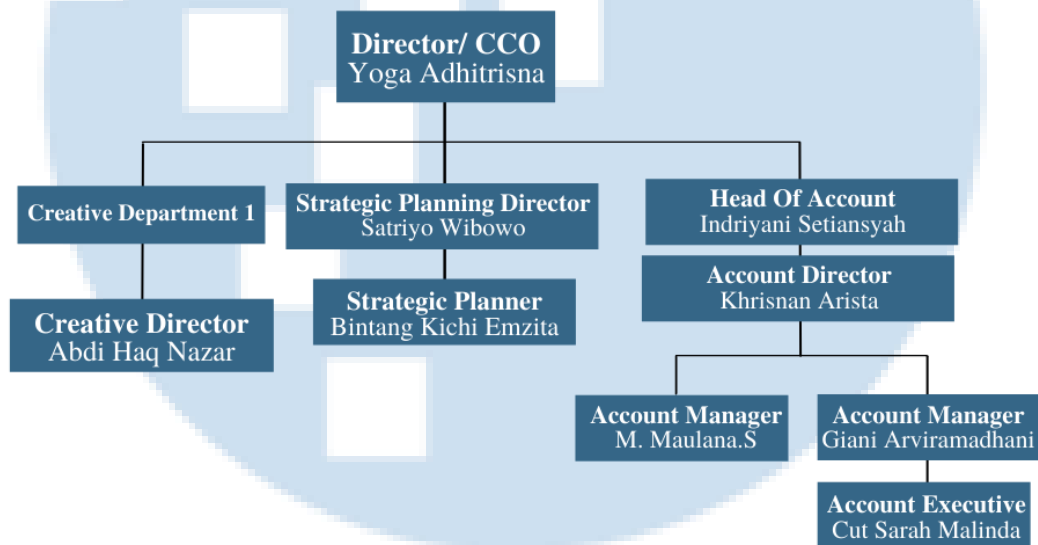 Director/ CCO
Yoga Adhitrisna
Creative Department 1
Strategic Planning Director
Satriyo Wibowo
Head Of Account
Indriyani Setiansyah
Creative Director
Abdi Haq Nazar
Strategic Planner
Bintang Kichi Emzita
Account Director
Khrisnan Arista
Account Manager
M. Maulana.S
Account Manager
Giani Arviramadhani
Account Executive
Cut Sarah Malinda